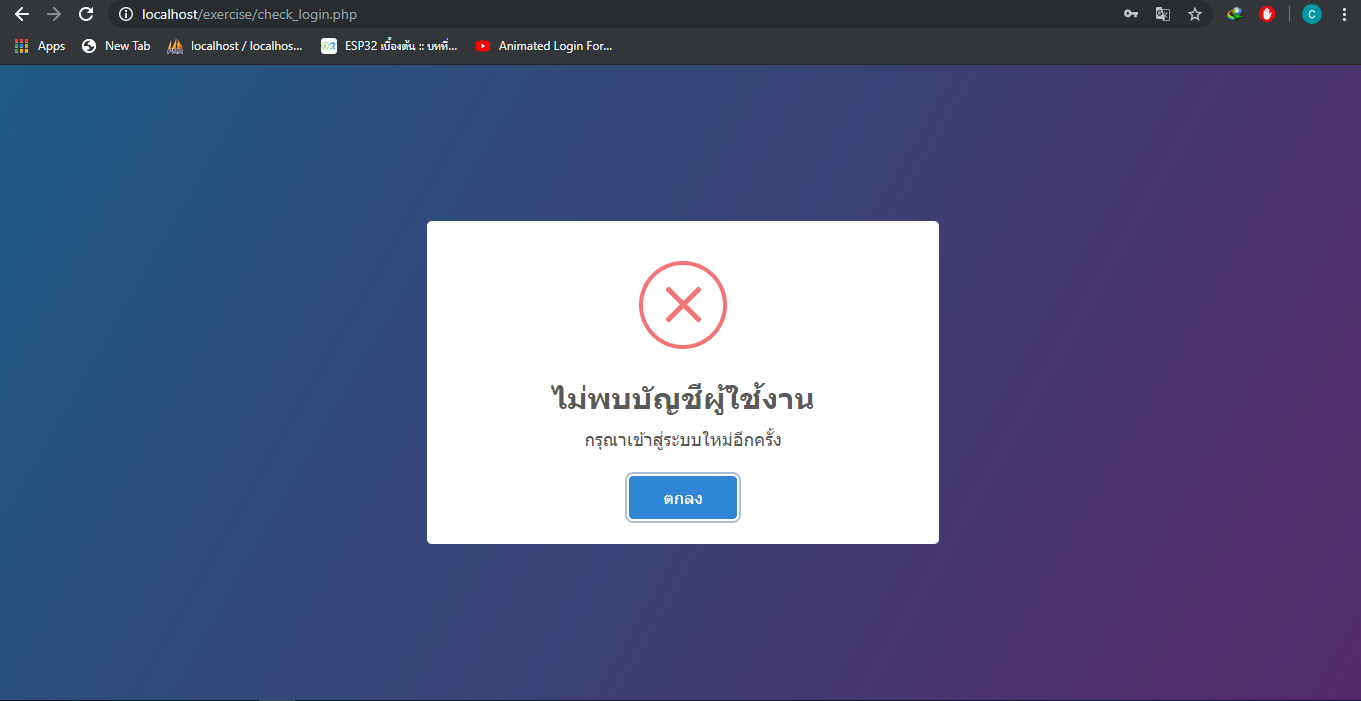 localhost/exercise/check_login.php
C
Apps
New Tab
localhost / localhos...
ESP32 เบื้องต้น :: บทที่...
Animated Login For...
ไม่พบบัญชีผู้ใช้งาน
กรุณาเข้าสู่ระบบใหม่อีกครั้ง
ตกลง